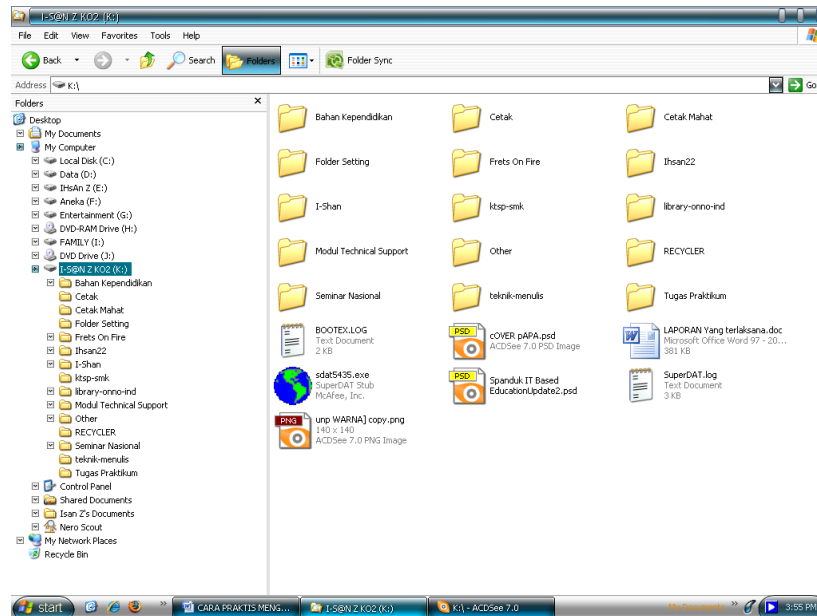 I-S@N Z KO2 (K:)
File Edit View Favorites Tools Help
Back Search Folders Folder Sync
Address K:\ Go
Folders
Desktop
My Documents
My Computer
Local Disk (C:)
Data (D:)
IHsAn Z (E:)
Aneka (F:)
Entertainment (G:)
DVD-RAM Drive (H:)
FAMILY (I:)
DVD Drive (J:)
I-S@N Z KO2 (K:)
Bahan Kependidikan
Cetak
Cetak Mahat
Folder Setting
Frets On Fire
Ihsan22
I-Shan
ktsp-smk
library-onno-ind
Modul Technical Support
Other
RECYCLER
Seminar Nasional
teknik-menulis
Tugas Praktikum
Control Panel
Shared Documents
Isan Z's Documents
Nero Scout
My Network Places
Recycle Bin
Bahan Kependidikan Cetak Cetak Mahat
Folder Setting Frets On Fire Ihsan22
I-Shan ktsp-smk library-onno-ind
Modul Technical Support Other RECYCLER
Seminar Nasional teknik-menulis Tugas Praktikum
BOOTEX.LOG
Text Document
2 KB
PSD
cOVER pAPA.psd
ACDSee 7.0 PSD Image
LAPORAN Yang terlaksana.doc
Microsoft Office Word 97 - 20...
381 KB
sdat5435.exe
SuperDAT Stub
McAfee, Inc.
PSD
Spanduk IT Based
EducationUpdate2.psd
SuperDAT.log
Text Document
3 KB
PNG
unp WARNA] copy.png
140 x 140
ACDSee 7.0 PNG Image
start » CARA PRAKTIS MENG... I-S@N Z KO2 (K:) K:\ - ACDSee 7.0 » 3:55 PM